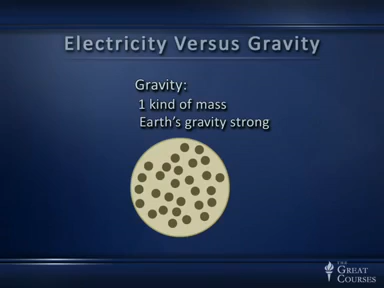 Electricity Versus Gravity
Gravity:
1 kind of mass
Earth's gravity strong
THE
GREAT
COURSES